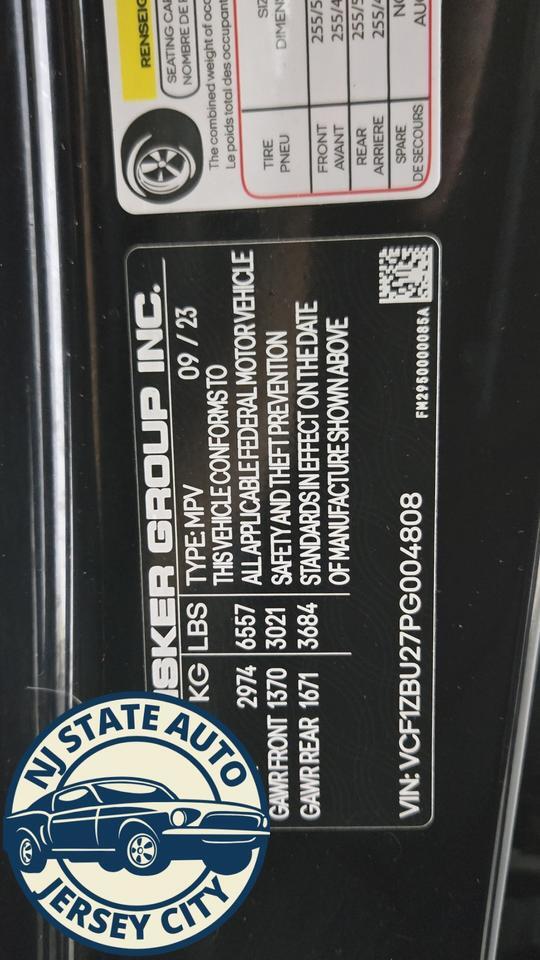 RENSEIG
SEATING CA
NOMBRE DE
The combined weight of occ
Le poids total des occupant
TIRE
PNEU
DIMEN
FRONT
AVANT
255/5
255/4
REAR
ARRIERE
255/5
255/4
SPARE
DE SECOURS
SKER GROUP INC.
KG LBS TYPE: MPV 09 / 23
2974 6557
GAWR FRONT 1370 3021
GAWR REAR 1671 3684
THIS VEHICLE CONFORMS TO
ALL APPLICABLE FEDERAL MOTOR VEHICLE
SAFETY AND THEFT PREVENTION
STANDARDS IN EFFECT ON THE DATE
OF MANUFACTURE SHOWN ABOVE
VIN: VCF1ZBU27PG004808
FM2950000085A
NJ STATE AUTO
JERSEY CITY